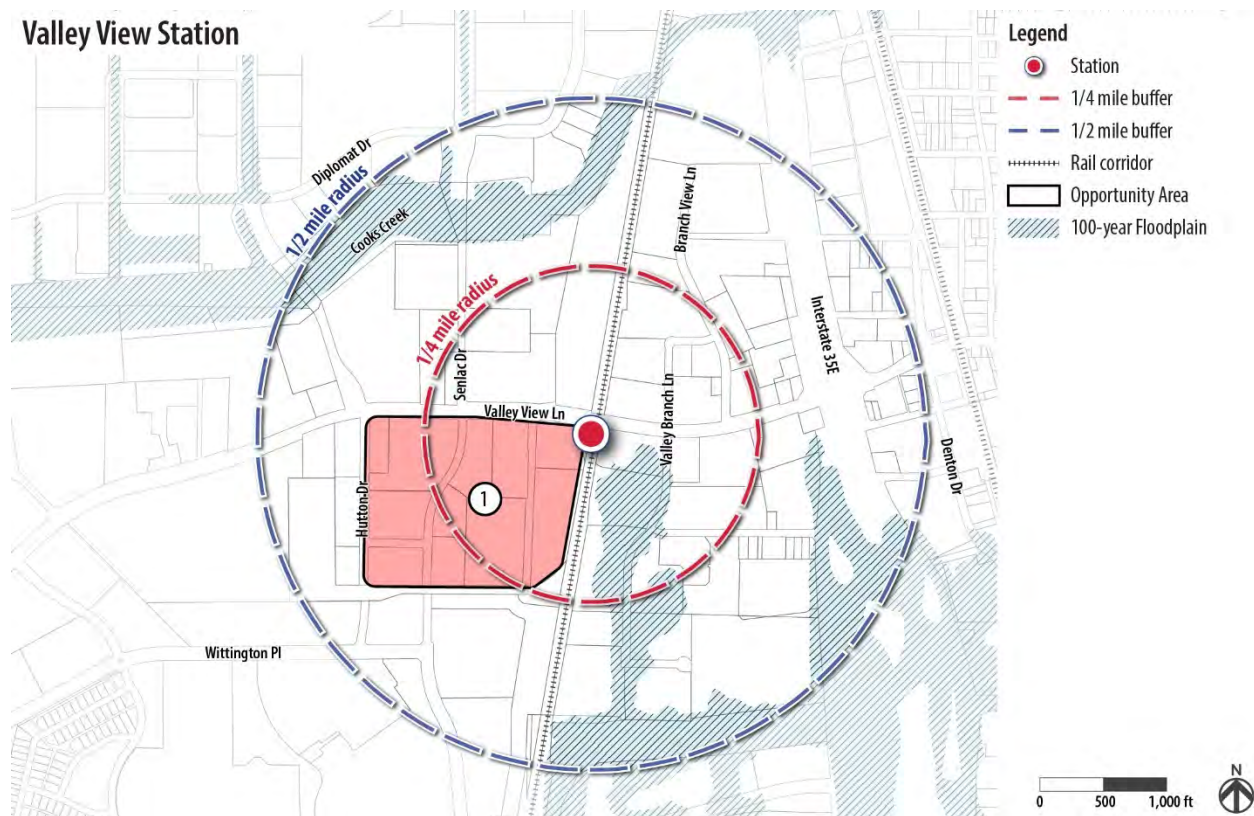 Valley View Station
Legend
Station
1/4 mile buffer
1/2 mile buffer
Rail corridor
Opportunity Area
100-year Floodplain
Diplomat Dr
1/2 mile radius
Cooks Creek
Branch View Ln
1/4 mile radius
Interstate 35E
Senlac Dr
Valley View Ln
Valley Branch Ln
Denton Dr
Hutton Dr
1
Wittington Pl
N
0 500 1,000 ft